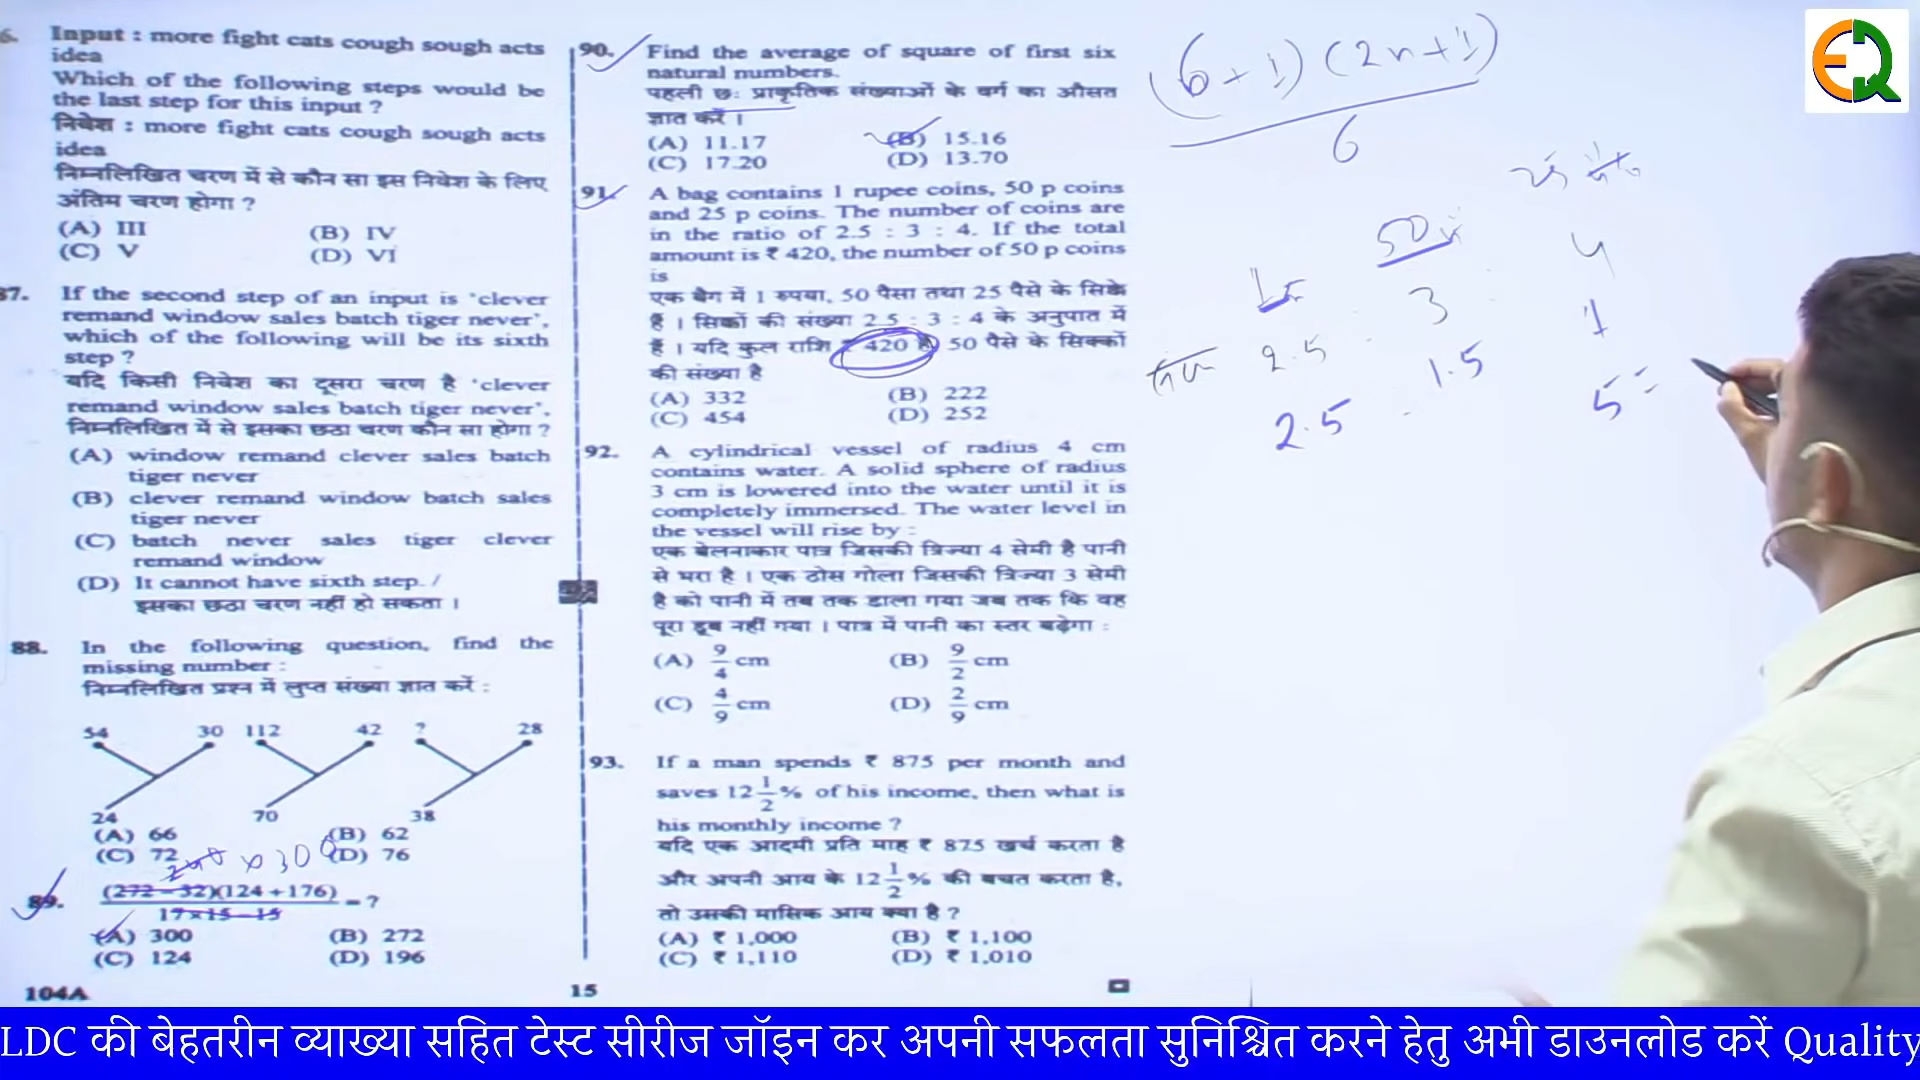 6. Input : more fight cats cough sough acts
idea
Which of the following steps would be
the last step for this input ?
निवेश : more fight cats cough sough acts
idea
निम्नलिखित चरण में से कौन सा इस निवेश के लिए
अंतिम चरण होगा ?
(A) III (B) IV
(C) V (D) VI
87. If the second step of an input is 'clever
remand window sales batch tiger never',
which of the following will be its sixth
step ?
यदि किसी निवेश का दूसरा चरण है 'clever
remand window sales batch tiger never',
निम्नलिखित में से इसका छठा चरण कौन सा होगा ?
(A) window remand clever sales batch
tiger never
(B) clever remand window batch sales
tiger never
(C) batch never sales tiger clever
remand window
(D) It cannot have sixth step. /
इसका छठा चरण नहीं हो सकता ।
88. In the following question, find the
missing number :
निम्नलिखित प्रश्न में लुप्त संख्या ज्ञात करें :
54 30 112 42 ? 28
24 70 38
(A) 66 (B) 62
(C) 72 (D) 76
240 × 300
89. (272 – 32)(124 + 176) / 17 × 15 – 15 = ?
(A) 300 (B) 272
(C) 124 (D) 196
104A
90. Find the average of square of first six
natural numbers.
पहली छः प्राकृतिक संख्याओं के वर्ग का औसत
ज्ञात करें ।
(A) 11.17 (B) 15.16
(C) 17.20 (D) 13.70
91. A bag contains 1 rupee coins, 50 p coins
and 25 p coins. The number of coins are
in the ratio of 2.5 : 3 : 4. If the total
amount is ₹ 420, the number of 50 p coins
is
एक बैग में 1 रुपया, 50 पैसा तथा 25 पैसे के सिक्के
हैं । सिक्कों की संख्या 2.5 : 3 : 4 के अनुपात में
हैं । यदि कुल राशि ₹ 420 है 50 पैसे के सिक्कों
की संख्या है
(A) 332 (B) 222
(C) 454 (D) 252
92. A cylindrical vessel of radius 4 cm
contains water. A solid sphere of radius
3 cm is lowered into the water until it is
completely immersed. The water level in
the vessel will rise by :
एक बेलनाकार पात्र जिसकी त्रिज्या 4 सेमी है पानी
से भरा है । एक ठोस गोला जिसकी त्रिज्या 3 सेमी
है को पानी में तब तक डाला गया जब तक कि वह
पूरा डूब नहीं गया । पात्र में पानी का स्तर बढ़ेगा :
(A) 9/4 cm (B) 9/2 cm
(C) 4/9 cm (D) 2/9 cm
93. If a man spends ₹ 875 per month and
saves 12 1/2 % of his income, then what is
his monthly income ?
यदि एक आदमी प्रति माह ₹ 875 खर्च करता है
और अपनी आय के 12 1/2 % की बचत करता है,
तो उसकी मासिक आय क्या है ?
(A) ₹ 1,000 (B) ₹ 1,100
(C) ₹ 1,110 (D) ₹ 1,010
15
(6+1)(2n+1)
6
50
3 4
2.5
1
2.5 1.5
5 =
LDC की बेहतरीन व्याख्या सहित टेस्ट सीरीज जॉइन कर अपनी सफलता सुनिश्चित करने हेतु अभी डाउनलोड करें Quality